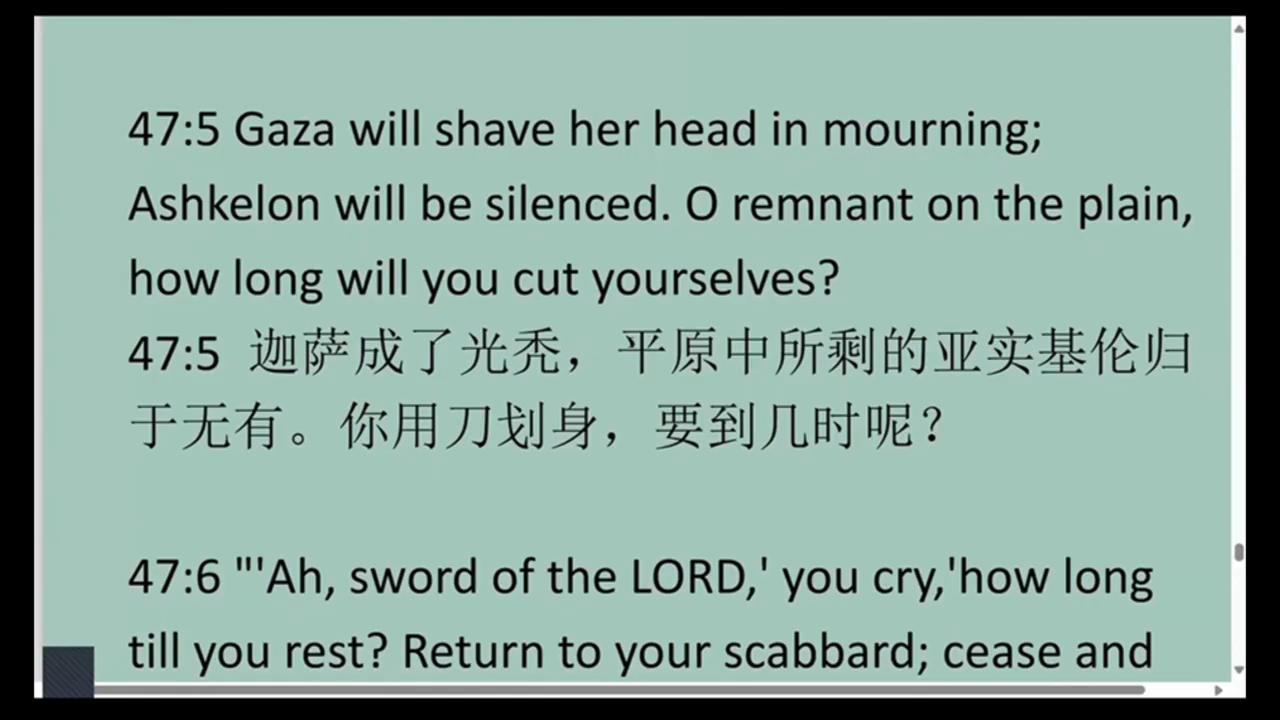 47:5 Gaza will shave her head in mourning;
Ashkelon will be silenced. O remnant on the plain,
how long will you cut yourselves?
47:5 迦萨成了光秃，平原中所剩的亚实基伦归
于无有。你用刀划身，要到几时呢？
47:6 "'Ah, sword of the LORD,' you cry,'how long
till you rest? Return to your scabbard; cease and